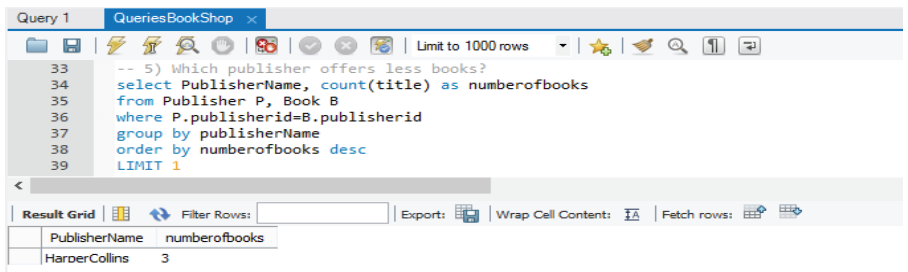 Query 1 QueriesBookShop ×
Limit to 1000 rows
33 -- 5) Which publisher offers less books?
34 select PublisherName, count(title) as numberofbooks
35 from Publisher P, Book B
36 where P.publisherid=B.publisherid
37 group by publisherName
38 order by numberofbooks desc
39 LIMIT 1
Result Grid Filter Rows: Export: Wrap Cell Content: IA Fetch rows:
PublisherName numberofbooks
HarperCollins 3